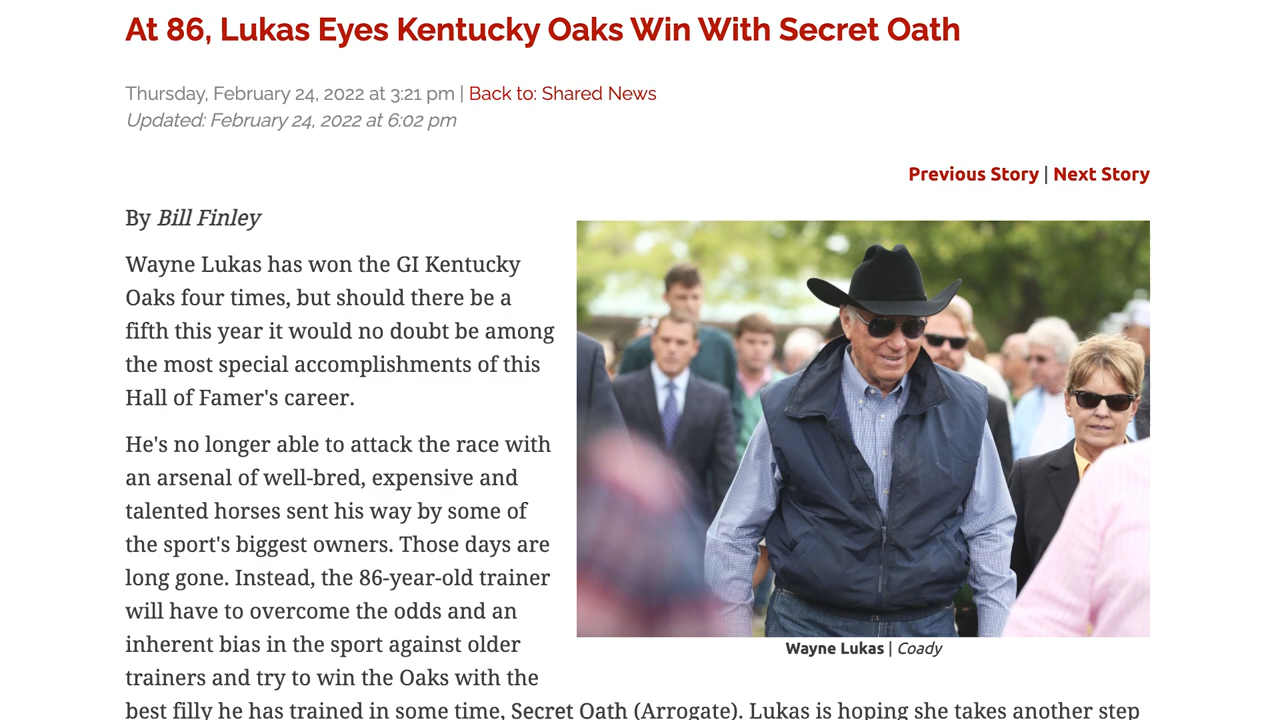 At 86, Lukas Eyes Kentucky Oaks Win With Secret Oath
Thursday, February 24, 2022 at 3:21 pm | Back to: Shared News
Updated: February 24, 2022 at 6:02 pm
Previous Story | Next Story
By Bill Finley
Wayne Lukas has won the GI Kentucky
Oaks four times, but should there be a
fifth this year it would no doubt be among
the most special accomplishments of this
Hall of Famer's career.
He's no longer able to attack the race with
an arsenal of well-bred, expensive and
talented horses sent his way by some of
the sport's biggest owners. Those days are
long gone. Instead, the 86-year-old trainer
will have to overcome the odds and an
inherent bias in the sport against older
trainers and try to win the Oaks with the
best filly he has trained in some time, Secret Oath (Arrogate). Lukas is hoping she takes another step
Wayne Lukas | Coady